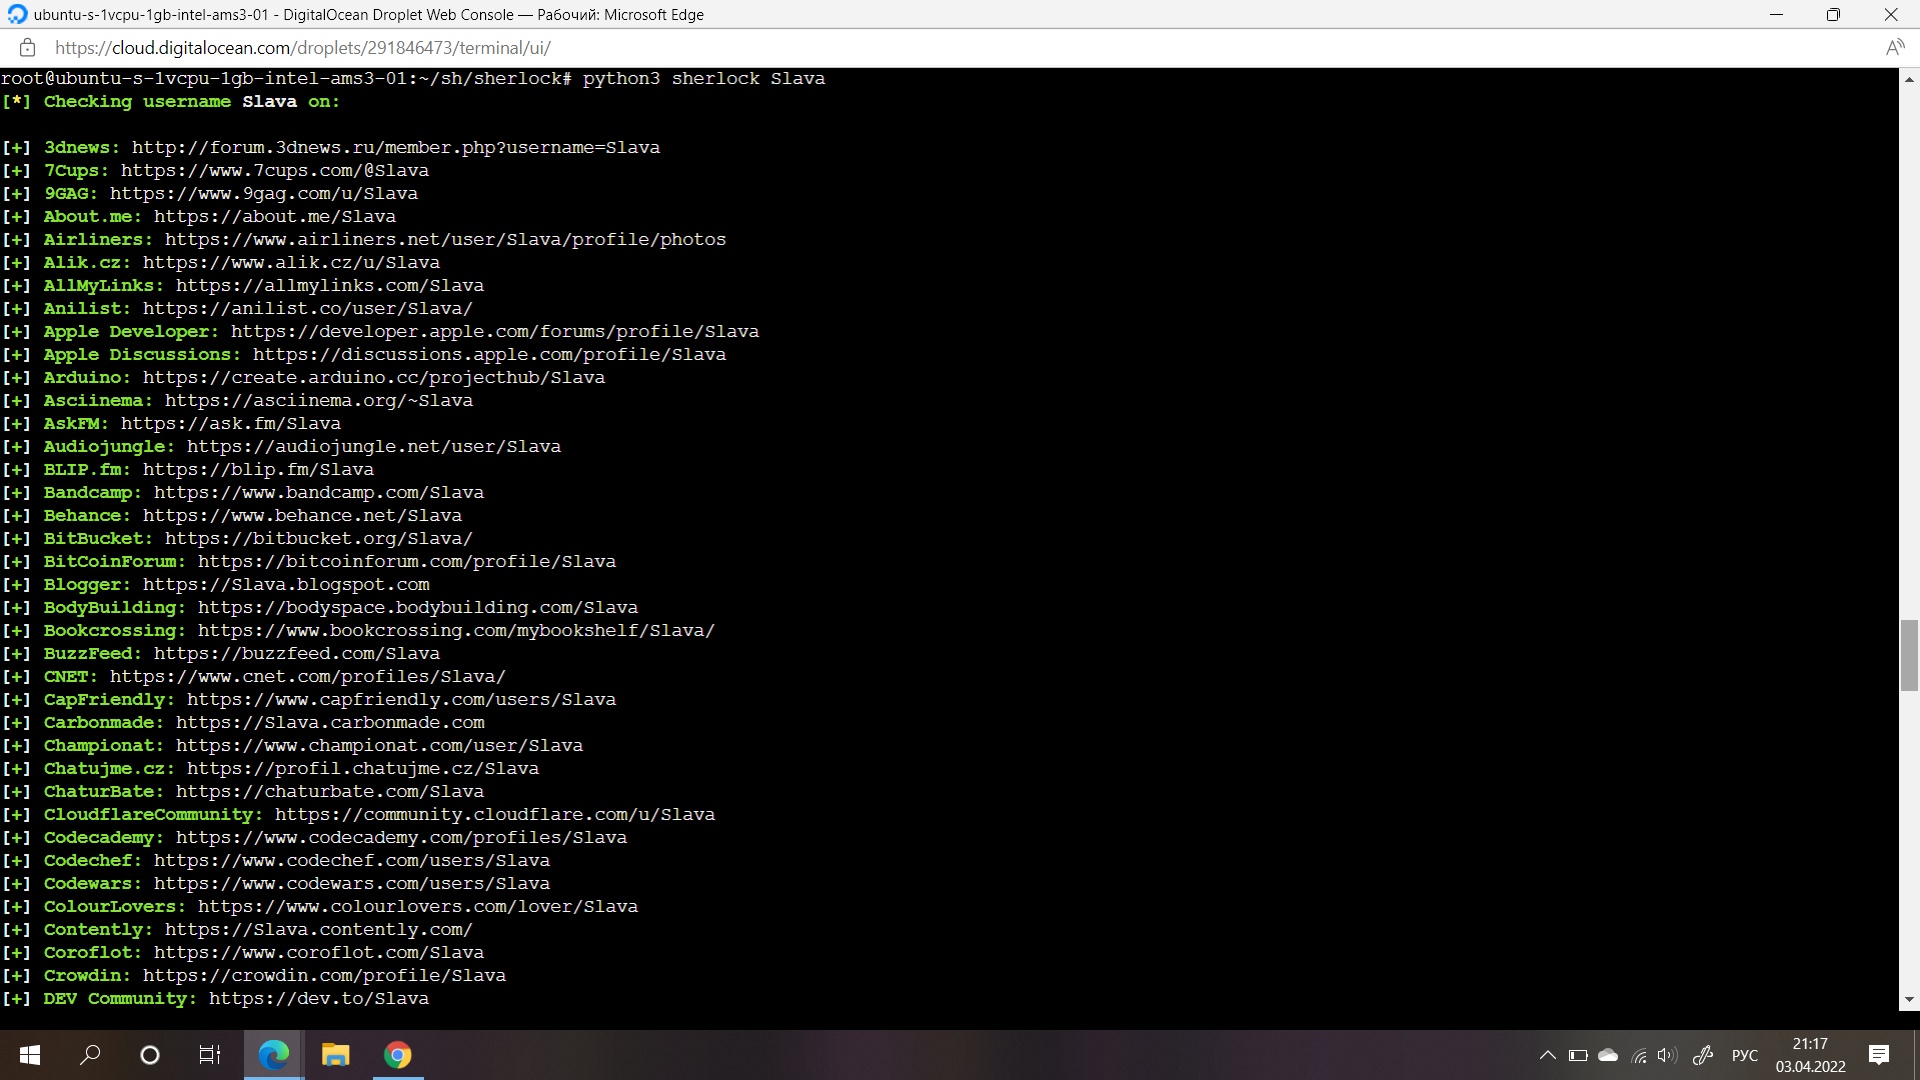 ubuntu-s-1vcpu-1gb-intel-ams3-01 - DigitalOcean Droplet Web Console — Рабочий: Microsoft Edge
https://cloud.digitalocean.com/droplets/291846473/terminal/ui/
root@ubuntu-s-1vcpu-1gb-intel-ams3-01:~/sh/sherlock# python3 sherlock Slava
[*] Checking username Slava on:
[+] 3dnews: http://forum.3dnews.ru/member.php?username=Slava
[+] 7Cups: https://www.7cups.com/@Slava
[+] 9GAG: https://www.9gag.com/u/Slava
[+] About.me: https://about.me/Slava
[+] Airliners: https://www.airliners.net/user/Slava/profile/photos
[+] Alik.cz: https://www.alik.cz/u/Slava
[+] AllMyLinks: https://allmylinks.com/Slava
[+] Anilist: https://anilist.co/user/Slava/
[+] Apple Developer: https://developer.apple.com/forums/profile/Slava
[+] Apple Discussions: https://discussions.apple.com/profile/Slava
[+] Arduino: https://create.arduino.cc/projecthub/Slava
[+] Asciinema: https://asciinema.org/~Slava
[+] AskFM: https://ask.fm/Slava
[+] Audiojungle: https://audiojungle.net/user/Slava
[+] BLIP.fm: https://blip.fm/Slava
[+] Bandcamp: https://www.bandcamp.com/Slava
[+] Behance: https://www.behance.net/Slava
[+] BitBucket: https://bitbucket.org/Slava/
[+] BitCoinForum: https://bitcoinforum.com/profile/Slava
[+] Blogger: https://Slava.blogspot.com
[+] BodyBuilding: https://bodyspace.bodybuilding.com/Slava
[+] Bookcrossing: https://www.bookcrossing.com/mybookshelf/Slava/
[+] BuzzFeed: https://buzzfeed.com/Slava
[+] CNET: https://www.cnet.com/profiles/Slava/
[+] CapFriendly: https://www.capfriendly.com/users/Slava
[+] Carbonmade: https://Slava.carbonmade.com
[+] Championat: https://www.championat.com/user/Slava
[+] Chatujme.cz: https://profil.chatujme.cz/Slava
[+] ChaturBate: https://chaturbate.com/Slava
[+] CloudflareCommunity: https://community.cloudflare.com/u/Slava
[+] Codecademy: https://www.codecademy.com/profiles/Slava
[+] Codechef: https://www.codechef.com/users/Slava
[+] Codewars: https://www.codewars.com/users/Slava
[+] ColourLovers: https://www.colourlovers.com/lover/Slava
[+] Contently: https://Slava.contently.com/
[+] Coroflot: https://www.coroflot.com/Slava
[+] Crowdin: https://crowdin.com/profile/Slava
[+] DEV Community: https://dev.to/Slava
РУС
21:17
03.04.2022